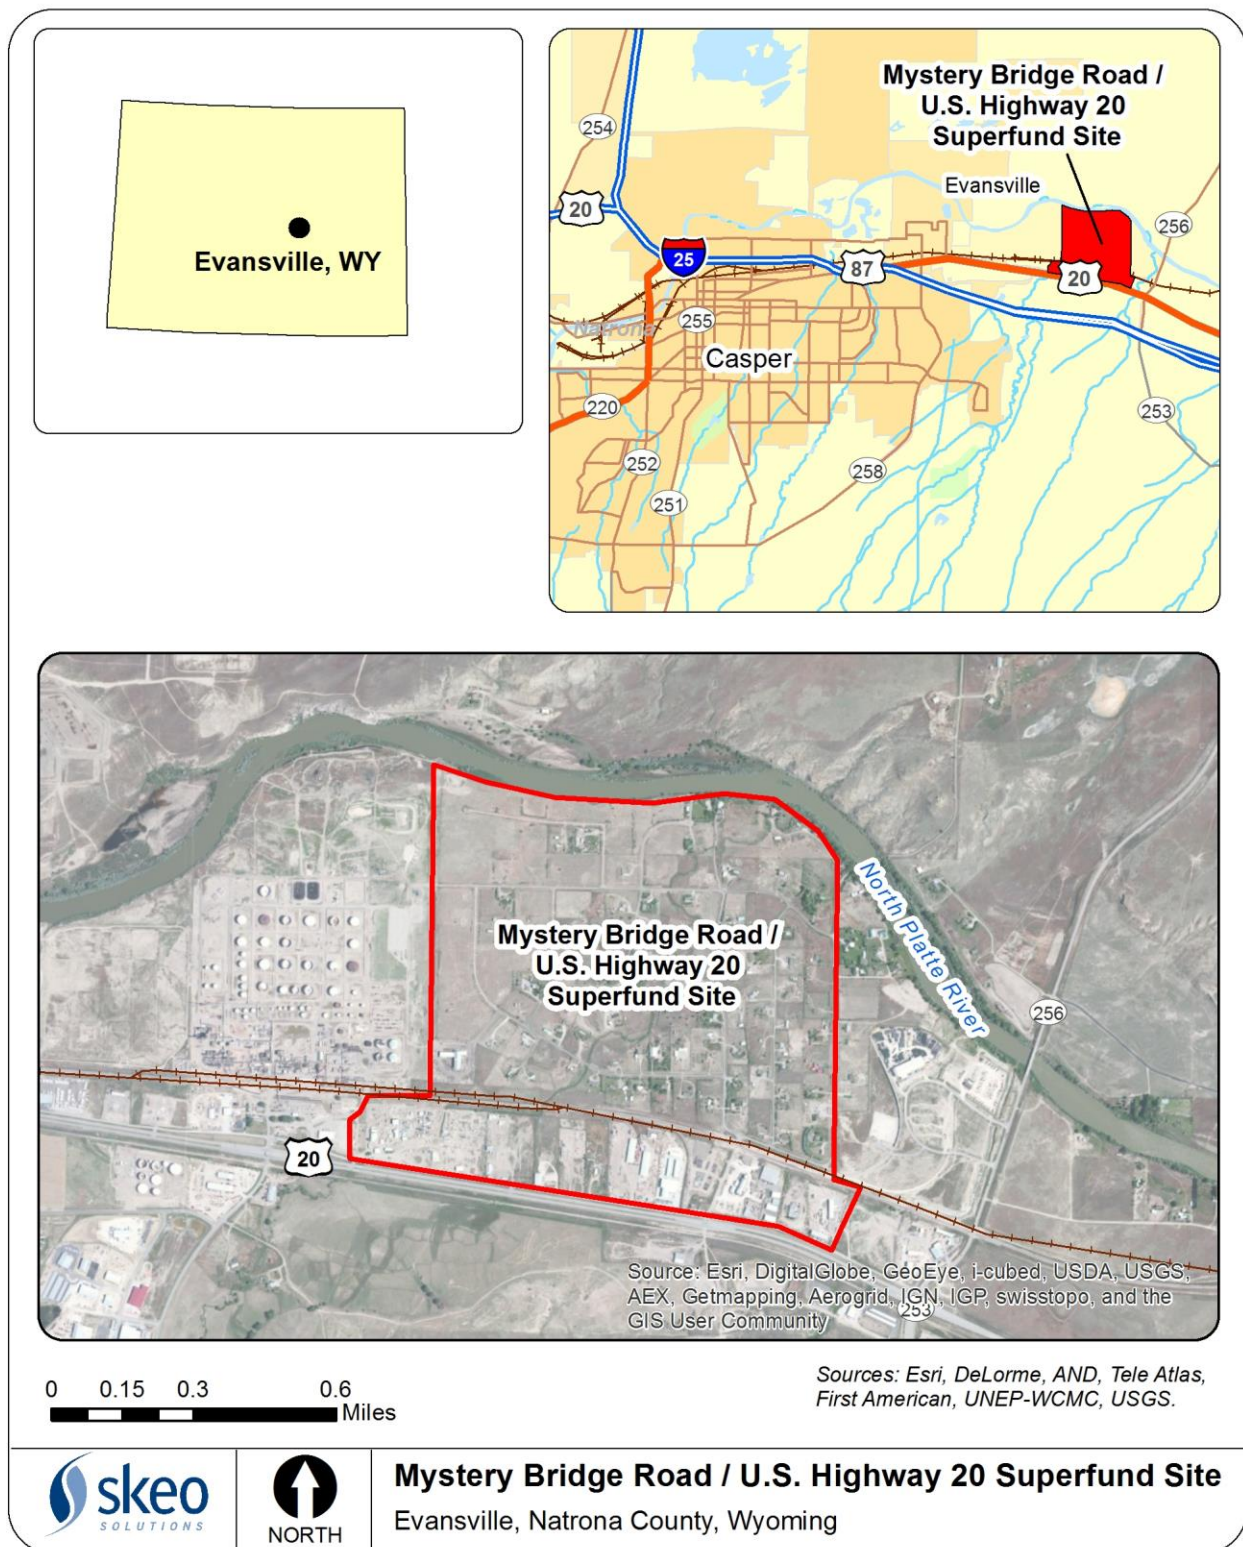 Evansville, WY
Mystery Bridge Road /
U.S. Highway 20
Superfund Site
254
Evansville
20
256
25
87
20
Natrona
255
Casper
220
253
252
258
251
Mystery Bridge Road /
U.S. Highway 20
Superfund Site
North Platte River
256
20
Source: Esri, DigitalGlobe, GeoEye, i-cubed, USDA, USGS,
AEX, Getmapping, Aerogrid, IGN, IGP, swisstopo, and the
GIS User Community
253
0 0.15 0.3 0.6
Miles
Sources: Esri, DeLorme, AND, Tele Atlas,
First American, UNEP-WCMC, USGS.
skeo
SOLUTIONS
NORTH
Mystery Bridge Road / U.S. Highway 20 Superfund Site
Evansville, Natrona County, Wyoming